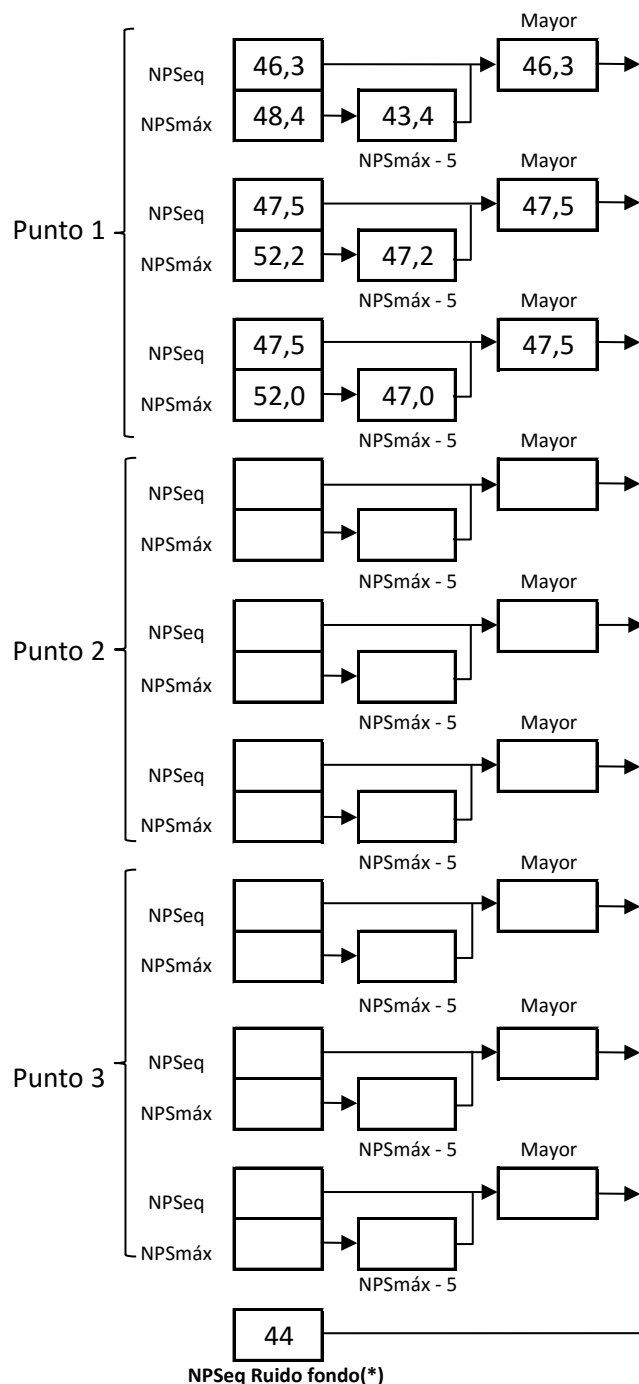 Mayor
NPSeq 46,3 46,3
NPSmáx 48,4 43,4
NPSmáx - 5
Mayor
NPSeq 47,5 47,5
Punto 1
NPSmáx 52,2 47,2
NPSmáx - 5
Mayor
NPSeq 47,5 47,5
NPSmáx 52,0 47,0
NPSmáx - 5
Mayor
NPSeq
NPSmáx
NPSmáx - 5
Mayor
NPSeq
Punto 2
NPSmáx
NPSmáx - 5
Mayor
NPSeq
NPSmáx
NPSmáx - 5
Mayor
NPSeq
NPSmáx
NPSmáx - 5
Mayor
NPSeq
Punto 3
NPSmáx
NPSmáx - 5
Mayor
NPSeq
NPSmáx
NPSmáx - 5
44
NPSeq Ruido fondo(*)